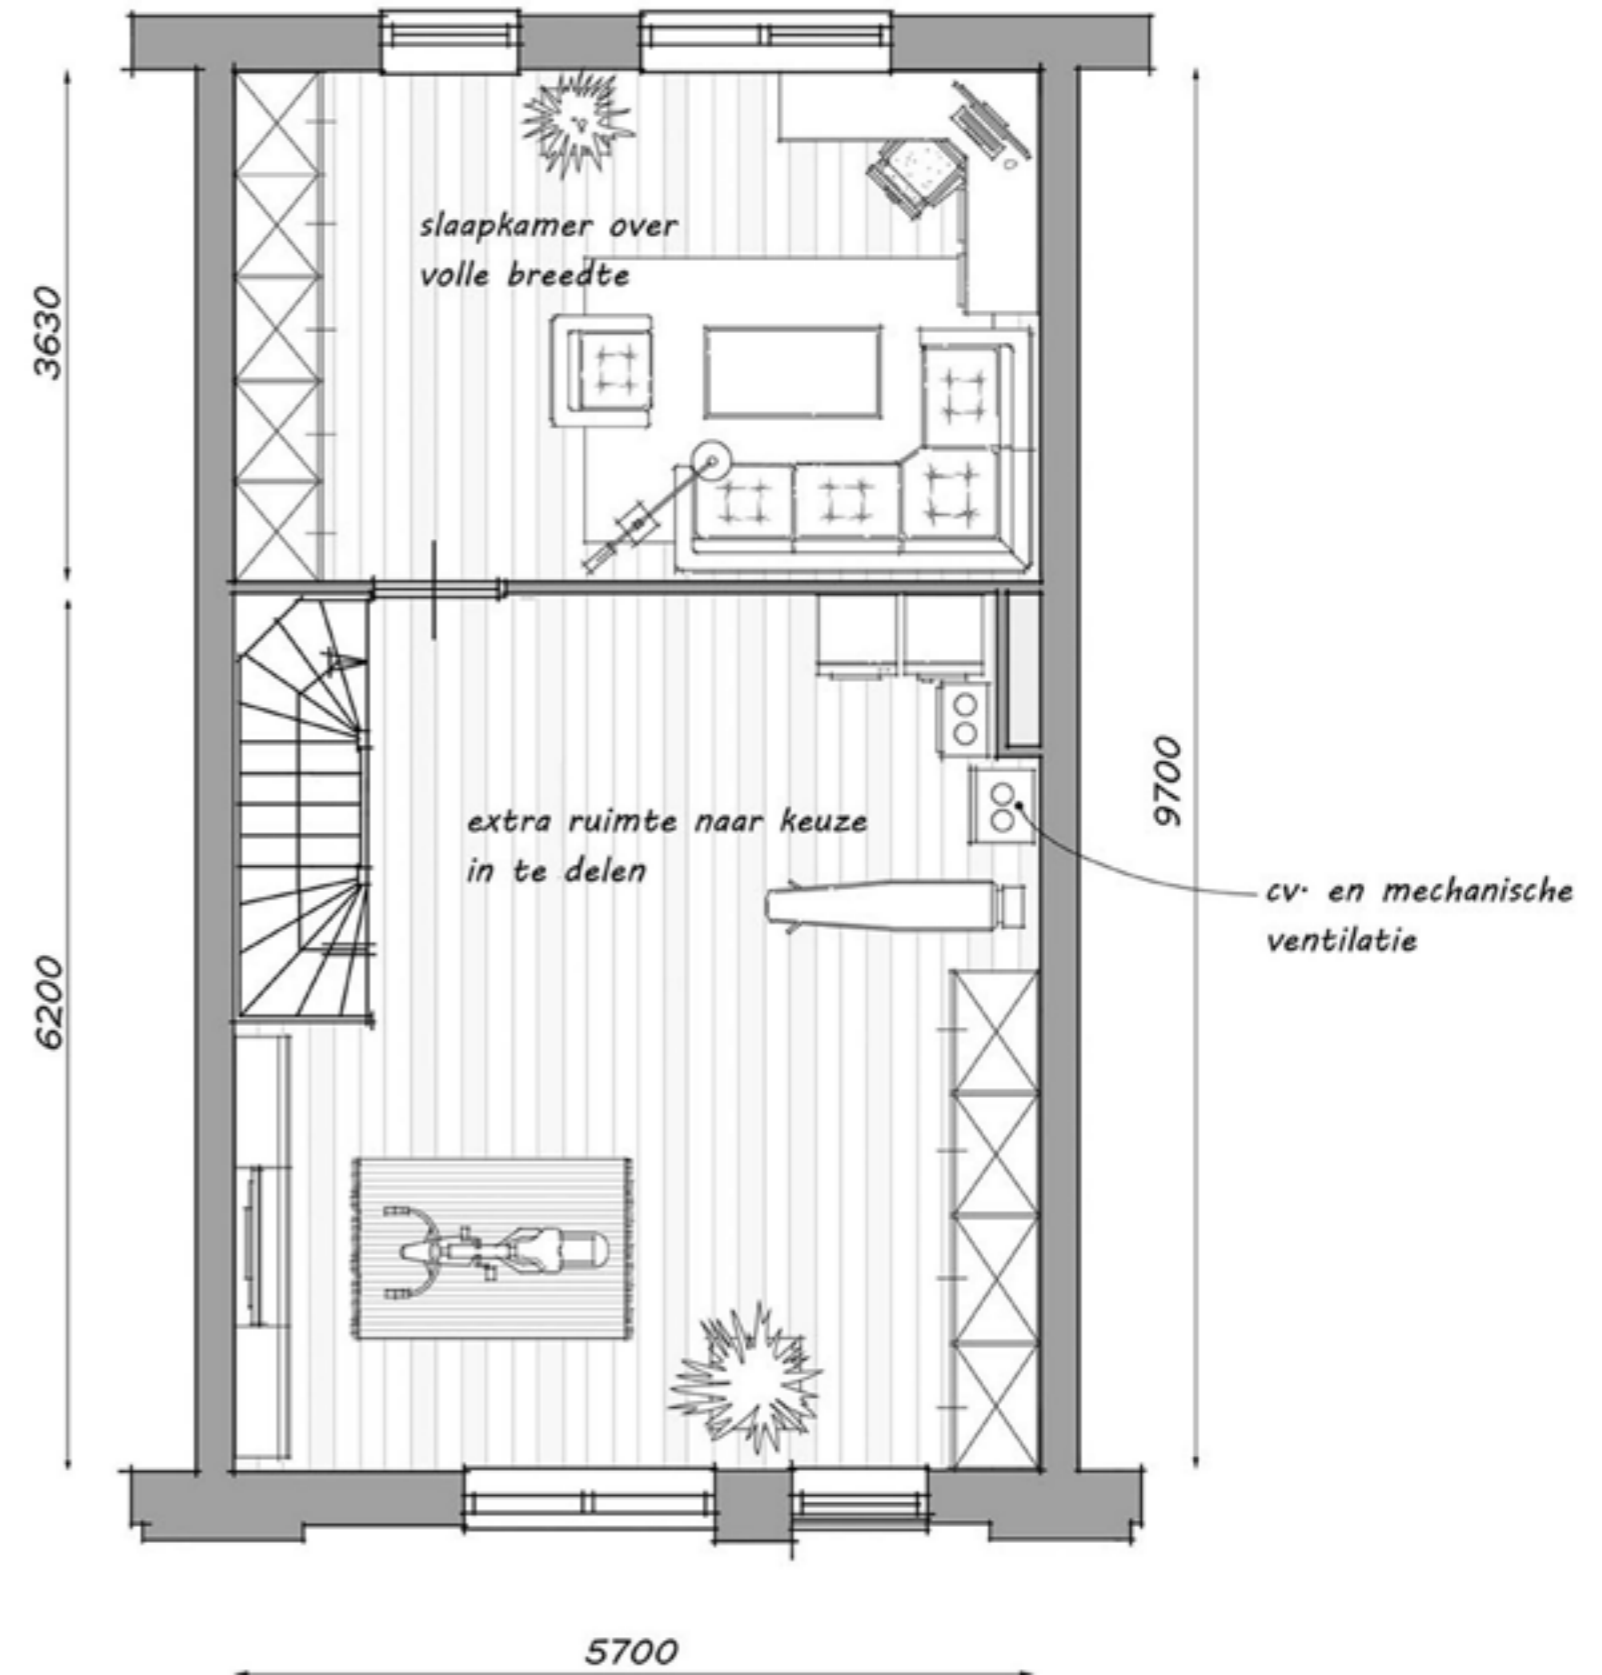 slaapkamer over
volle breedte
3630
extra ruimte naar keuze
in te delen
9700
cv. en mechanische
ventilatie
6200
5700